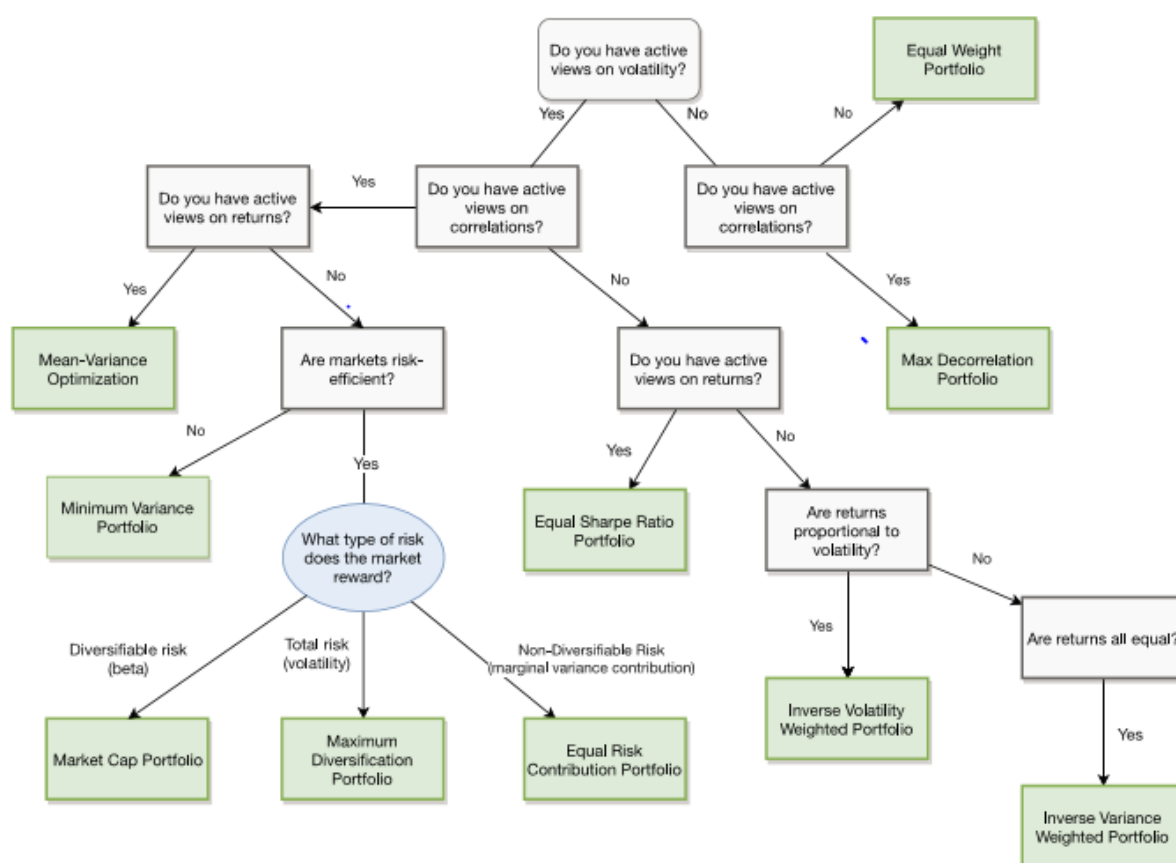 Do you have active
views on volatility?
Equal Weight
Portfolio
Yes
No
No
Do you have active
views on returns?
Yes
Do you have active
views on
correlations?
Do you have active
views on
correlations?
Yes
No
No
Yes
Mean-Variance
Optimization
Are markets risk-
efficient?
Do you have active
views on returns?
Max Decorrelation
Portfolio
No
Yes
Yes
No
Minimum Variance
Portfolio
What type of risk
does the market
reward?
Equal Sharpe Ratio
Portfolio
Are returns
proportional to
volatility?
No
Diversifiable risk
(beta)
Total risk
(volatility)
Non-Diversifiable Risk
(marginal variance contribution)
Yes
Are returns all equal?
Market Cap Portfolio
Maximum
Diversification
Portfolio
Equal Risk
Contribution Portfolio
Inverse Volatility
Weighted Portfolio
Yes
Inverse Variance
Weighted Portfolio